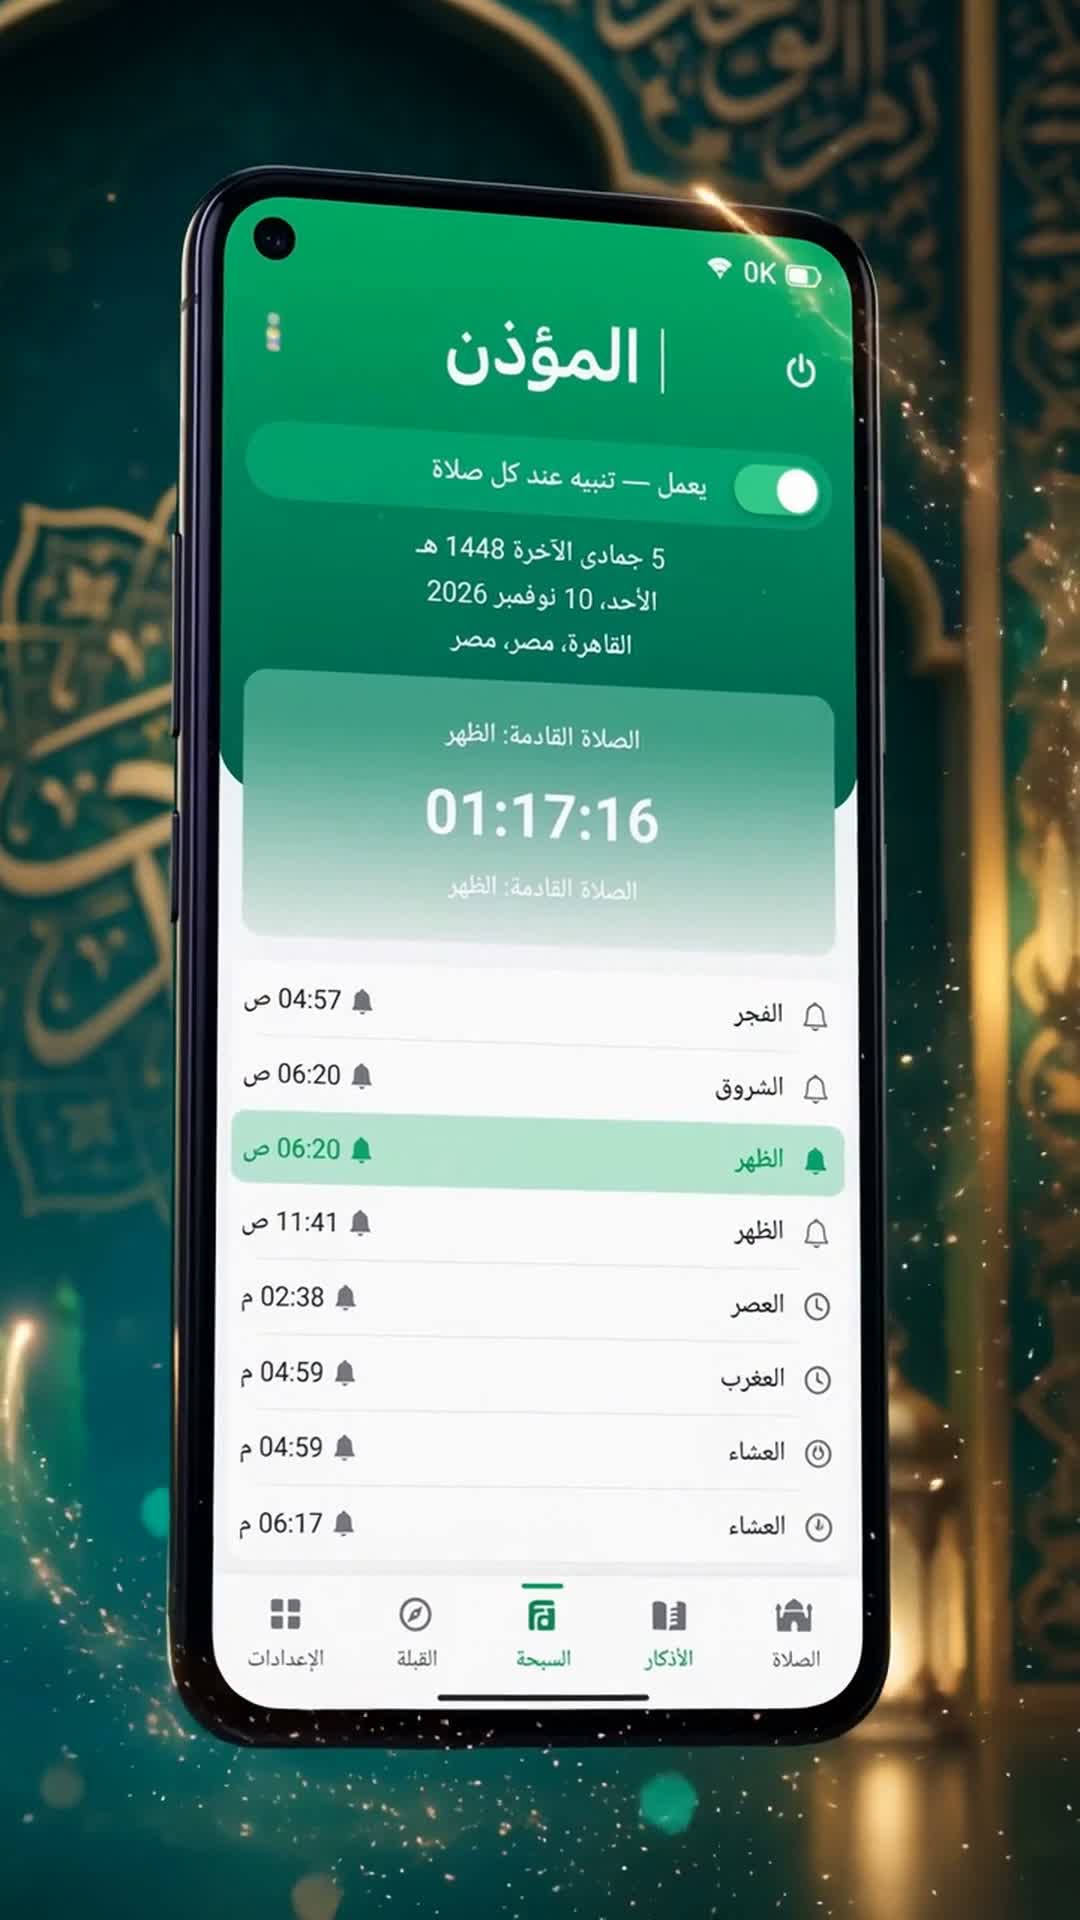 0K
المؤذن
يعمل — تنبيه عند كل صلاة
5 جمادى الآخرة 1448 هـ
الأحد، 10 نوفمبر 2026
القاهرة، مصر، مصر
الصلاة القادمة: الظهر
01:17:16
الصلاة القادمة: الظهر
الفجر 04:57 ص
الشروق 06:20 ص
الظهر 06:20 ص
الظهر 11:41 ص
العصر 02:38 م
المغرب 04:59 م
العشاء 04:59 م
العشاء 06:17 م
الصلاة الأذكار السبحة القبلة الإعدادات